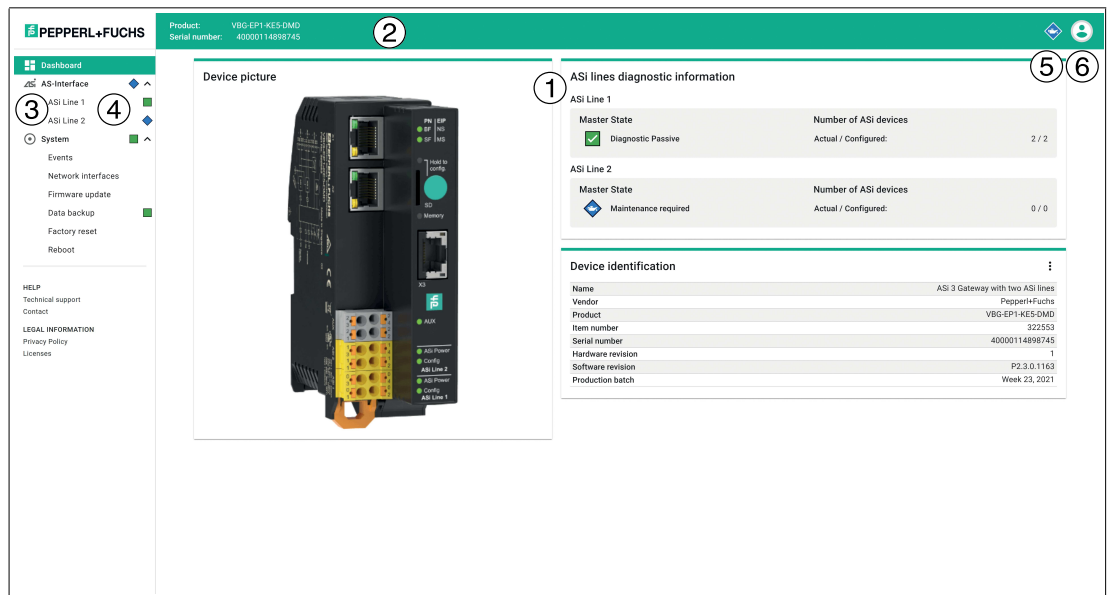 PEPPERL+FUCHS
Product: VBG-EP1-KE5-DMD
Serial number: 40000114898745
2
5
6
Dashboard
AS-Interface
ASi Line 1
3
4
ASi Line 2
System
Events
Network interfaces
Firmware update
Data backup
Factory reset
Reboot
HELP
Technical support
Contact
LEGAL INFORMATION
Privacy Policy
Licenses
Device picture
PN EIP
BF NS
SF MS
Hold to
config.
SD
Memory
X3
AUX
ASi Power
Config
ASi Line 2
ASi Power
Config
ASi Line 1
1
ASi lines diagnostic information
ASi Line 1
Master State Number of ASi devices
Diagnostic Passive Actual / Configured: 2 / 2
ASi Line 2
Master State Number of ASi devices
Maintenance required Actual / Configured: 0 / 0
Device identification
Name ASi 3 Gateway with two ASi lines
Vendor Pepperl+Fuchs
Product VBG-EP1-KE5-DMD
Item number 322553
Serial number 40000114898745
Hardware revision 1
Software revision P2.3.0.1163
Production batch Week 23, 2021